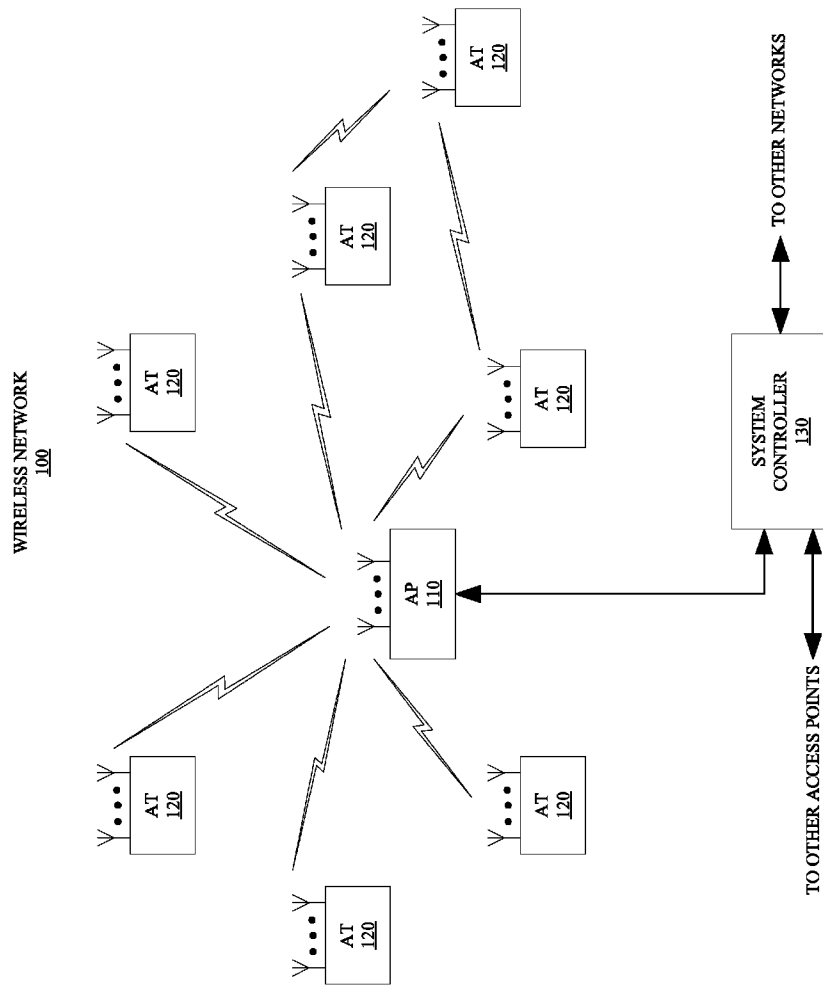 WIRELESS NETWORK
100
AT
120
AT
120
AT
120
AT
120
AP
110
AT
120
AT
120
AT
120
SYSTEM
CONTROLLER
130
TO OTHER NETWORKS
TO OTHER ACCESS POINTS